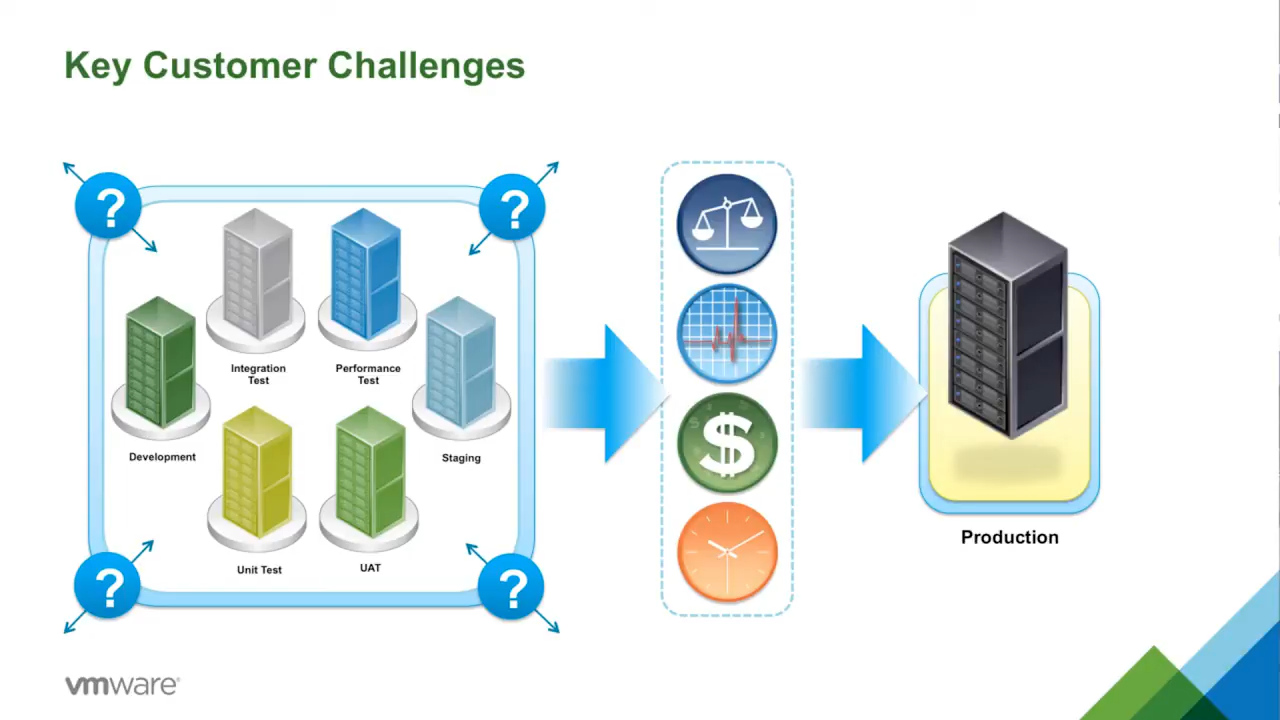 Key Customer Challenges
?
?
Integration
Test
Performance
Test
Development
Staging
$
Unit Test
UAT
Production
?
?
vmware®